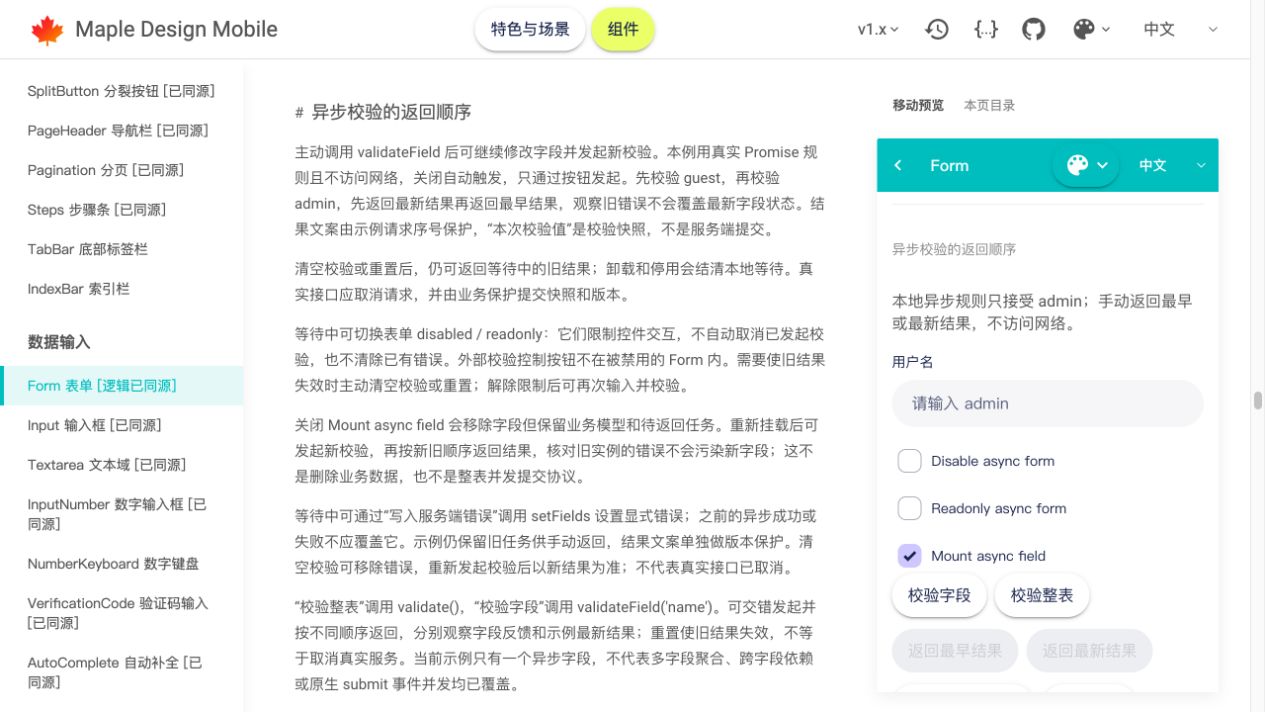 Maple Design Mobile
特色与场景
组件
v1.x
中文
SplitButton 分裂按钮 [已同源]
PageHeader 导航栏 [已同源]
Pagination 分页 [已同源]
Steps 步骤条 [已同源]
TabBar 底部标签栏
IndexBar 索引栏
数据输入
Form 表单 [逻辑已同源]
Input 输入框 [已同源]
Textarea 文本域 [已同源]
InputNumber 数字输入框 [已
同源]
NumberKeyboard 数字键盘
VerificationCode 验证码输入
[已同源]
AutoComplete 自动补全 [已
同源]
# 异步校验的返回顺序
主动调用 validateField 后可继续修改字段并发起新校验。本例用真实 Promise 规
则且不访问网络，关闭自动触发，只通过按钮发起。先校验 guest，再校验
admin，先返回最新结果再返回最早结果，观察旧错误不会覆盖最新字段状态。结
果文案由示例请求序号保护，“本次校验值”是校验快照，不是服务端提交。
清空校验或重置后，仍可返回等待中的旧结果；卸载和停用会结清本地等待。真
实接口应取消请求，并由业务保护提交快照和版本。
等待中可切换表单 disabled / readonly：它们限制控件交互，不自动取消已发起校
验，也不清除已有错误。外部校验控制按钮不在被禁用的 Form 内。需要使旧结果
失效时主动清空校验或重置；解除限制后可再次输入并校验。
关闭 Mount async field 会移除字段但保留业务模型和待返回任务。重新挂载后可
发起新校验，再按新旧顺序返回结果，核对旧实例的错误不会污染新字段；这不
是删除业务数据，也不是整表并发提交协议。
等待中可通过“写入服务端错误”调用 setFields 设置显式错误；之前的异步成功或
失败不应覆盖它。示例仍保留旧任务供手动返回，结果文案单独做版本保护。清
空校验可移除错误，重新发起校验后以新结果为准；不代表真实接口已取消。
“校验整表”调用 validate()，“校验字段”调用 validateField('name')。可交错发起并
按不同顺序返回，分别观察字段反馈和示例最新结果；重置使旧结果失效，不等
于取消真实服务。当前示例只有一个异步字段，不代表多字段聚合、跨字段依赖
或原生 submit 事件并发均已覆盖。
移动预览
本页目录
Form
中文
异步校验的返回顺序
本地异步规则只接受 admin；手动返回最早
或最新结果，不访问网络。
用户名
请输入 admin
Disable async form
Readonly async form
Mount async field
校验字段
校验整表
返回最早结果
返回最新结果